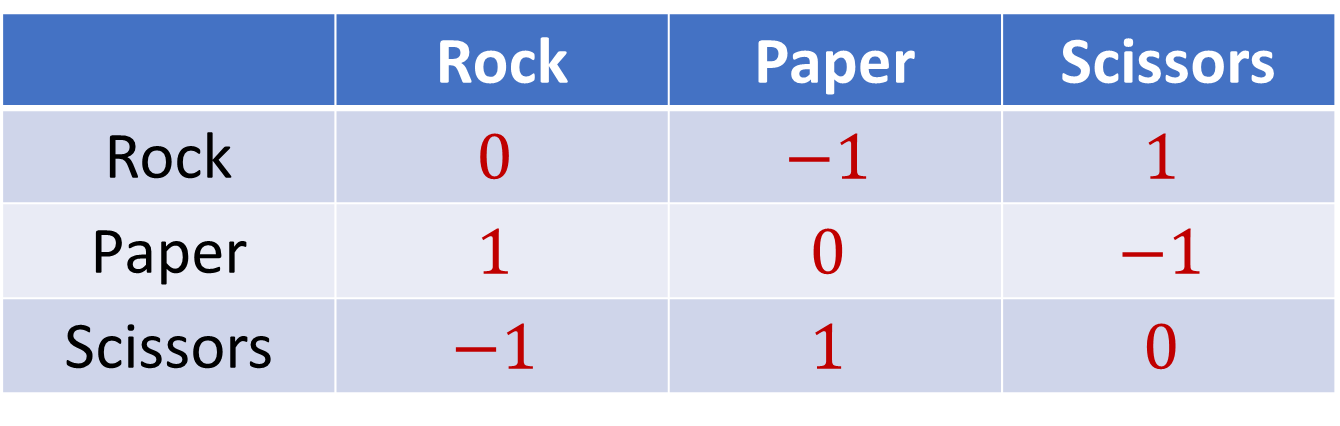 Rock Paper Scissors
Rock 0 −1 1
Paper 1 0 −1
Scissors −1 1 0